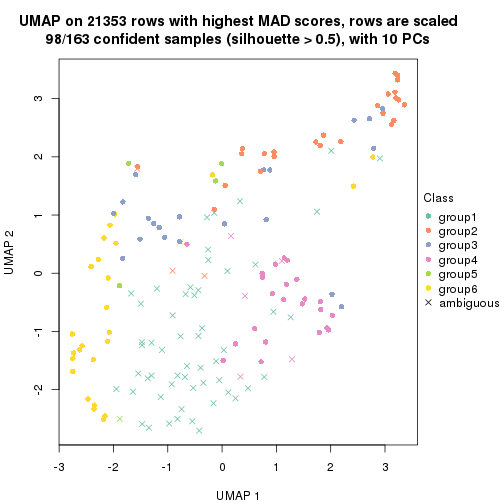 UMAP on 21353 rows with highest MAD scores, rows are scaled
98/163 confident samples (silhouette > 0.5), with 10 PCs
3
2
1
0
-1
-2
UMAP 2
-3
-2
-1
0
1
2
3
UMAP 1
Class
group1
group2
group3
group4
group5
group6
ambiguous